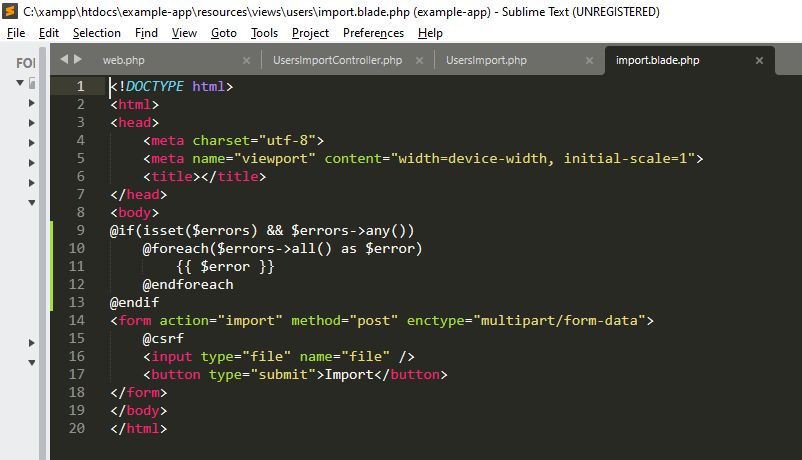 C:\xampp\htdocs\example-app\resources\views\users\import.blade.php (example-app) - Sublime Text (UNREGISTERED)
File Edit Selection Find View Goto Tools Project Preferences Help
FOI web.php × UsersImportController.php × UsersImport.php × import.blade.php ×
1 <!DOCTYPE html>
2 <html>
3 <head>
4     <meta charset="utf-8">
5     <meta name="viewport" content="width=device-width, initial-scale=1">
6     <title></title>
7 </head>
8 <body>
9 @if(isset($errors) && $errors->any())
10     @foreach($errors->all() as $error)
11         {{ $error }}
12     @endforeach
13 @endif
14 <form action="import" method="post" enctype="multipart/form-data">
15     @csrf
16     <input type="file" name="file" />
17     <button type="submit">Import</button>
18 </form>
19 </body>
20 </html>